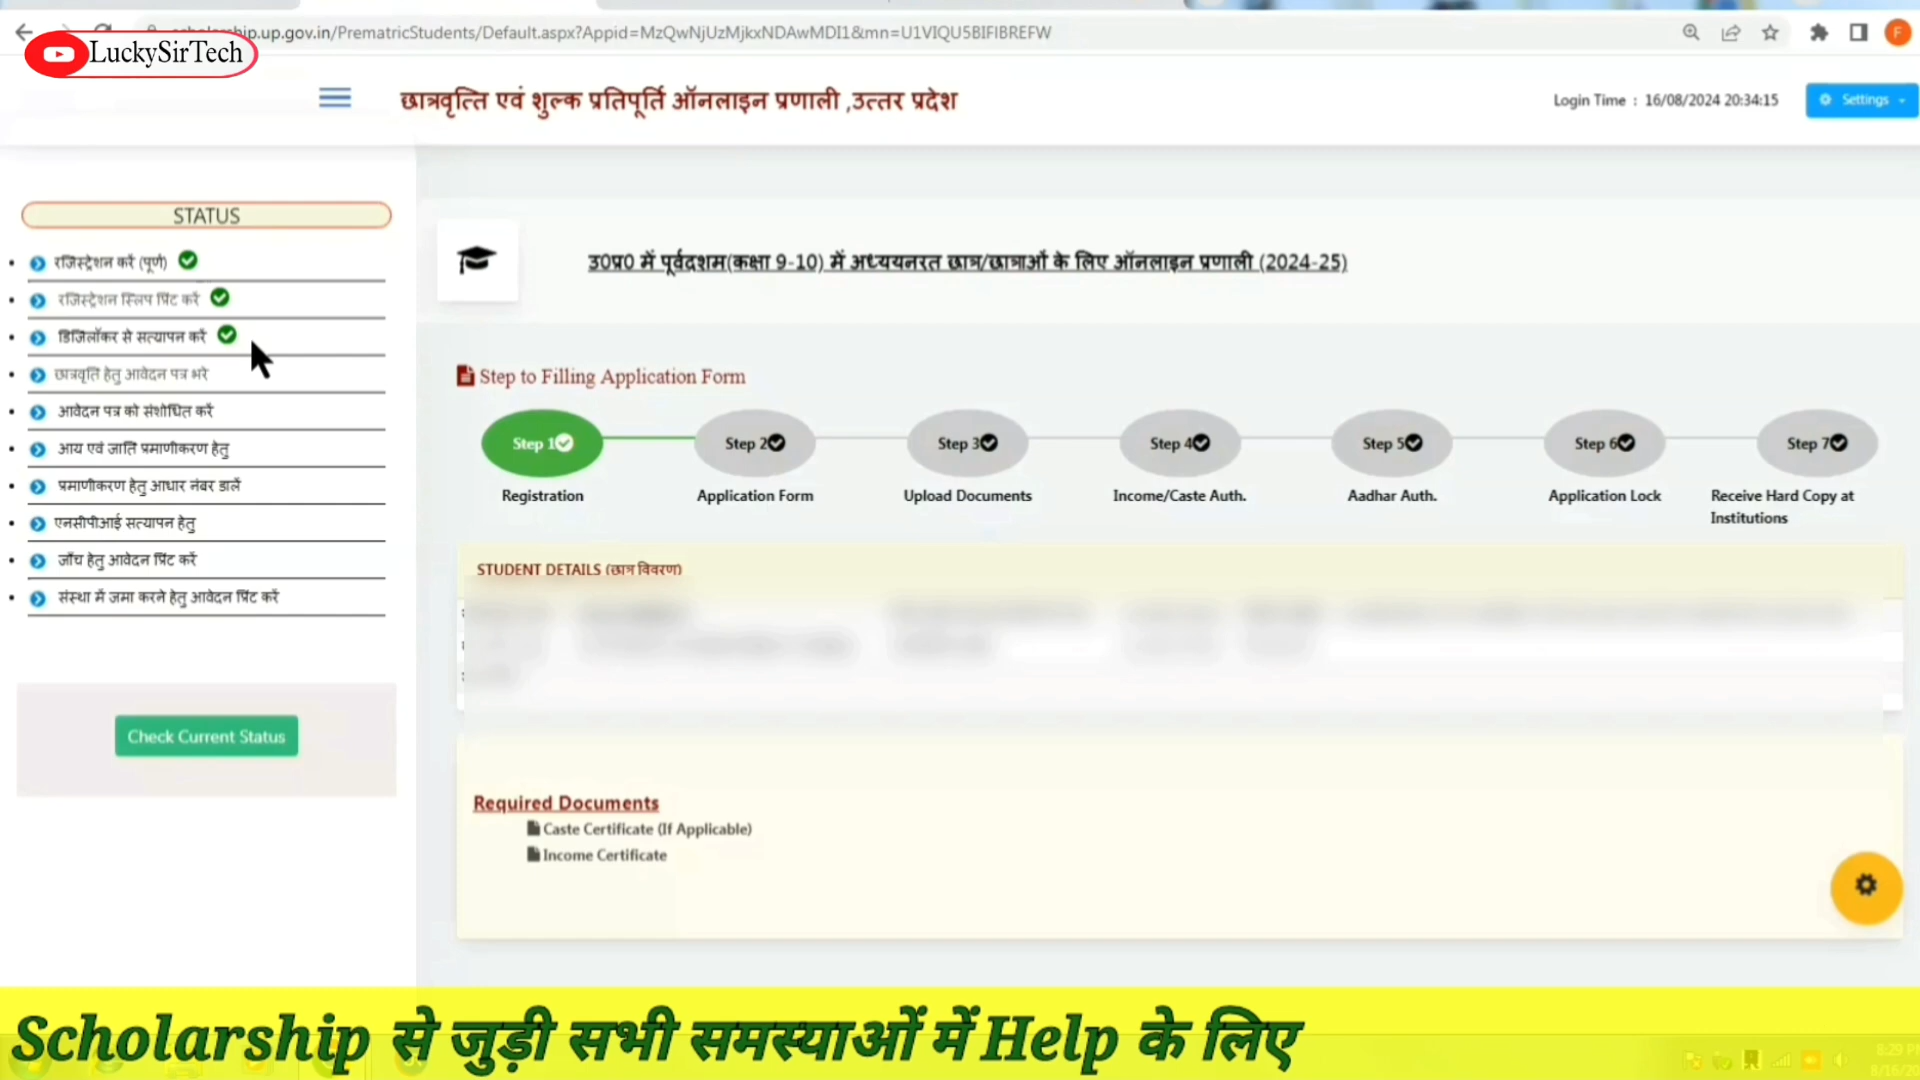 scholarship.up.gov.in/PrematricStudents/Default.aspx?Appid=MzQwNjUzMjkxNDAwMDI1&mn=U1VIQU5BIFlBREFW
LuckySirTech
छात्रवृत्ति एवं शुल्क प्रतिपूर्ति ऑनलाइन प्रणाली ,उत्तर प्रदेश
Login Time : 16/08/2024 20:34:15
Settings
STATUS
रजिस्ट्रेशन करें (पूर्ण)
रजिस्ट्रेशन स्लिप प्रिंट करें
डिजिलॉकर से सत्यापन करें
छात्रवृति हेतु आवेदन पत्र भरे
आवेदन पत्र को संशोधित करें
आय एवं जाति प्रमाणीकरण हेतु
प्रमाणीकरण हेतु आधार नंबर डालें
एनसीपीआई सत्यापन हेतु
जाँच हेतु आवेदन प्रिंट करें
संस्था में जमा करने हेतु आवेदन प्रिंट करें
Check Current Status
उ0प्र0 में पूर्वदशम(कक्षा 9-10) में अध्ययनरत छात्र/छात्राओं के लिए ऑनलाइन प्रणाली (2024-25)
Step to Filling Application Form
Step 1 Step 2 Step 3 Step 4 Step 5 Step 6 Step 7
Registration Application Form Upload Documents Income/Caste Auth. Aadhar Auth. Application Lock Receive Hard Copy at
Institutions
STUDENT DETAILS (छात्र विवरण)
Required Documents
Caste Certificate (If Applicable)
Income Certificate
Scholarship से जुड़ी सभी समस्याओं में Help के लिए